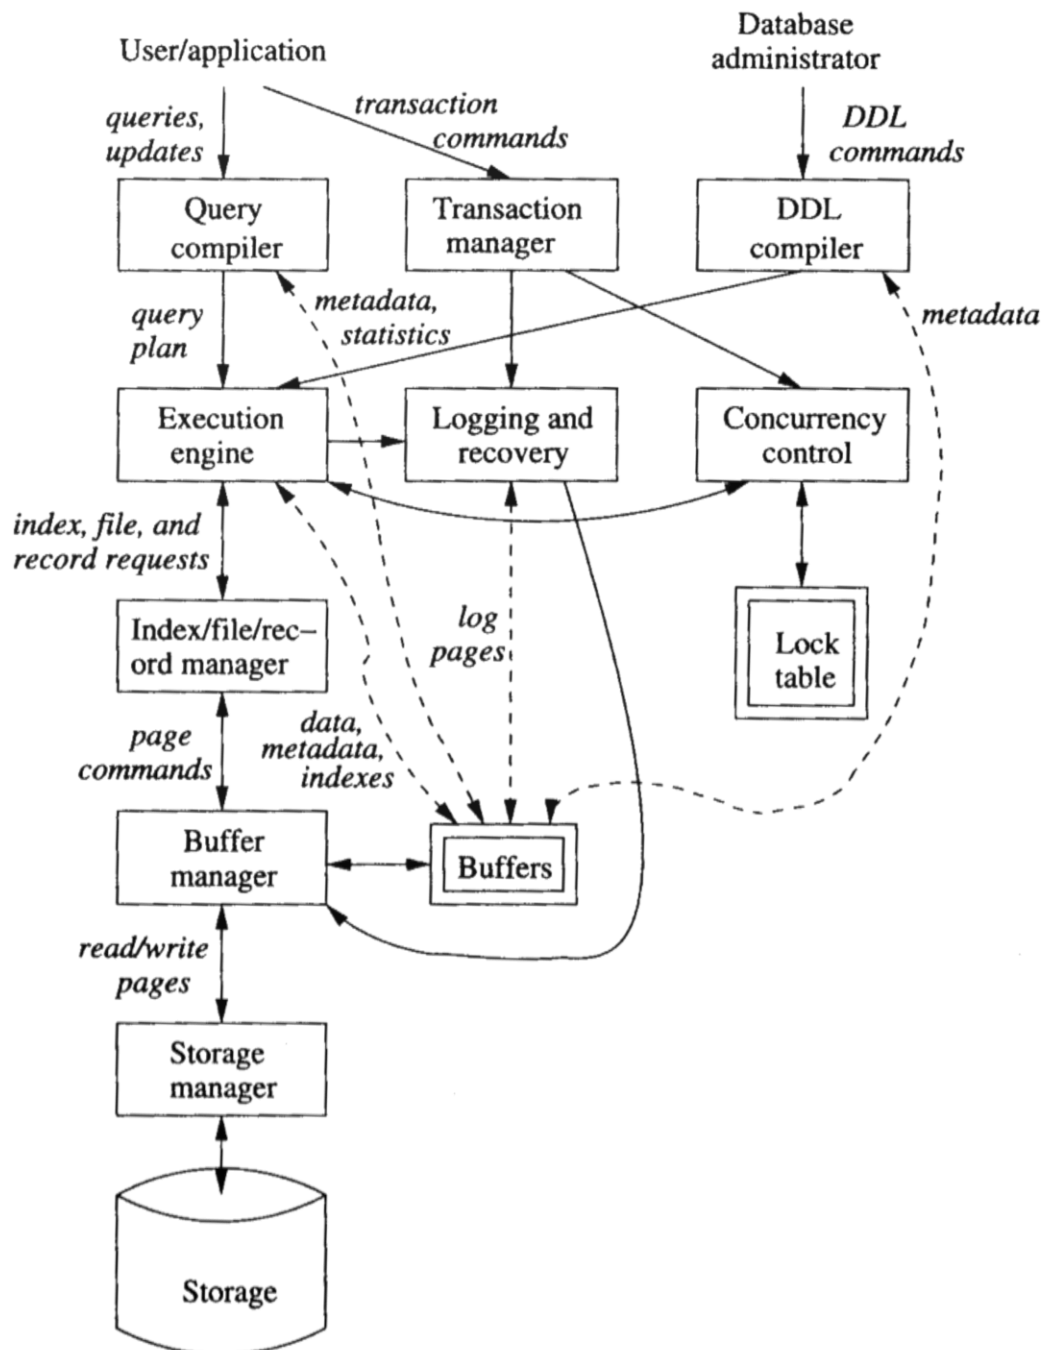 User/application
Database
administrator
queries,
updates
transaction
commands
DDL
commands
Query
compiler
Transaction
manager
DDL
compiler
query
plan
metadata,
statistics
metadata
Execution
engine
Logging and
recovery
Concurrency
control
index, file, and
record requests
Index/file/rec–
ord manager
log
pages
Lock
table
page
commands
data,
metadata,
indexes
Buffer
manager
Buffers
read/write
pages
Storage
manager
Storage